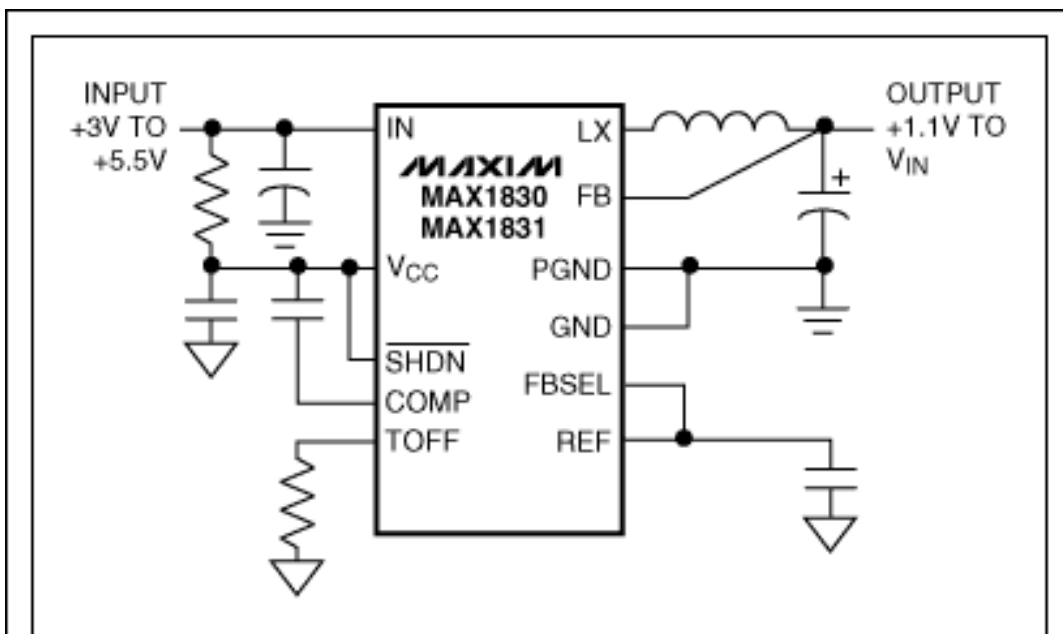 INPUT
+3V TO
+5.5V
IN
LX
OUTPUT
+1.1V TO
VIN
MAXIM
MAX1830
MAX1831
FB
+
VCC
PGND
GND
SHDN
FBSEL
COMP
TOFF
REF